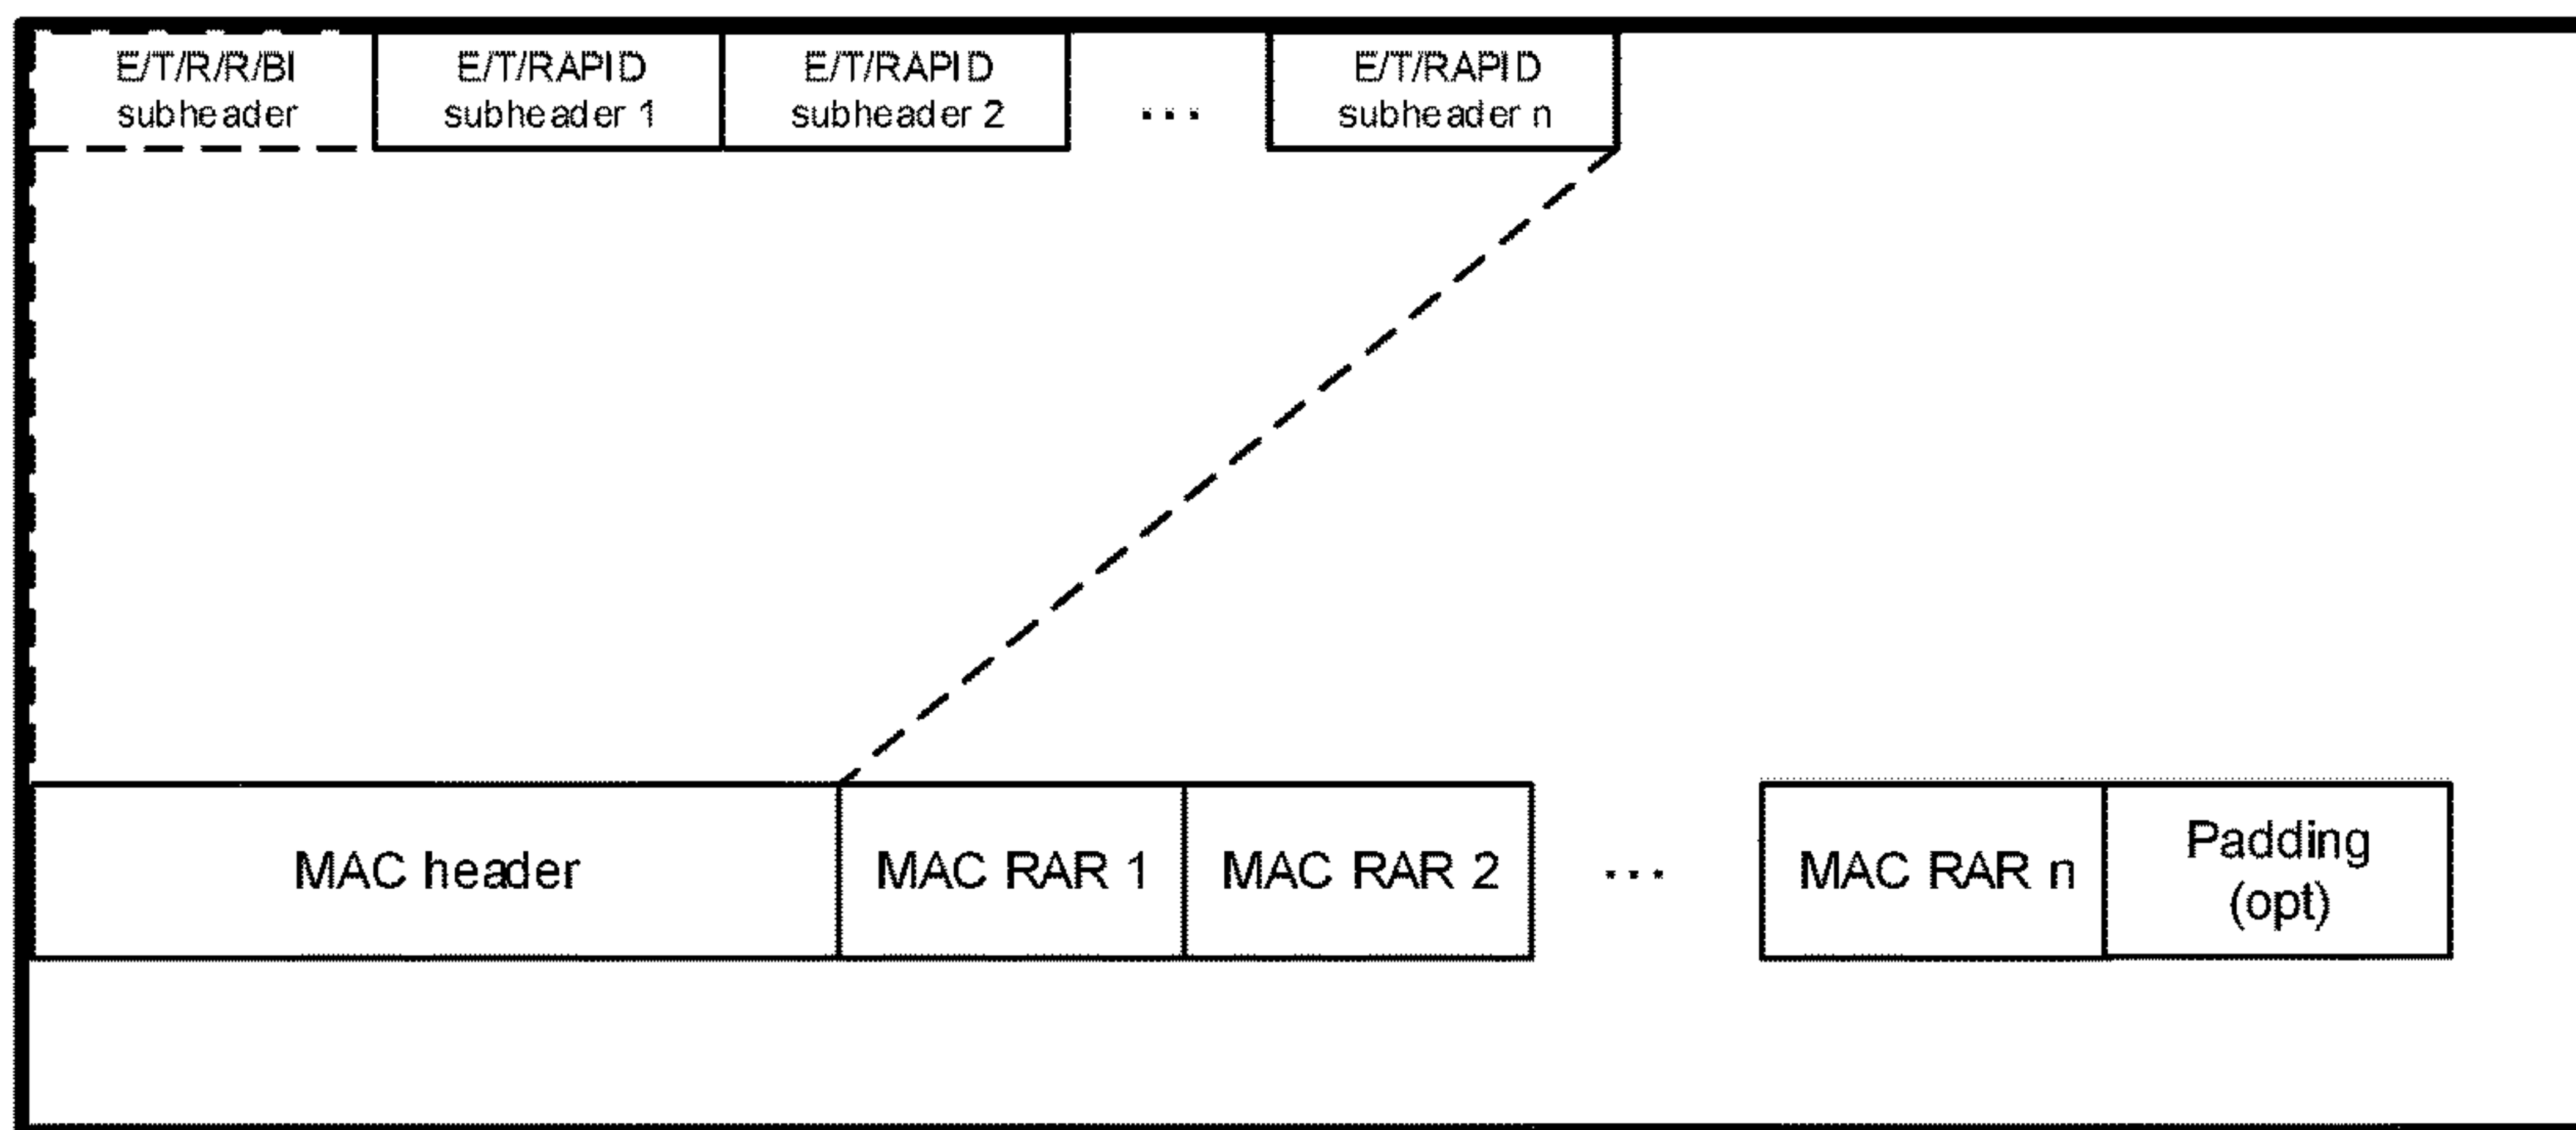 E/T/R/R/BI
subheader
E/T/RAPID
subheader 1
E/T/RAPID
subheader 2
...
E/T/RAPID
subheader n
MAC header
MAC RAR 1
MAC RAR 2
...
MAC RAR n
Padding
(opt)